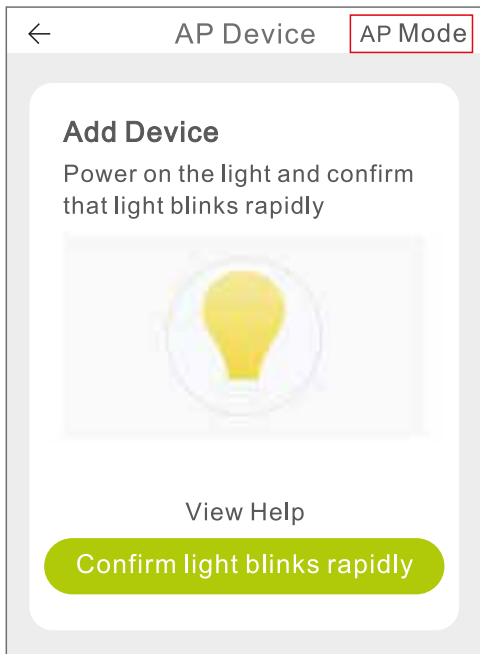 AP Device AP Mode
Add Device
Power on the light and confirm
that light blinks rapidly
View Help
Confirm light blinks rapidly